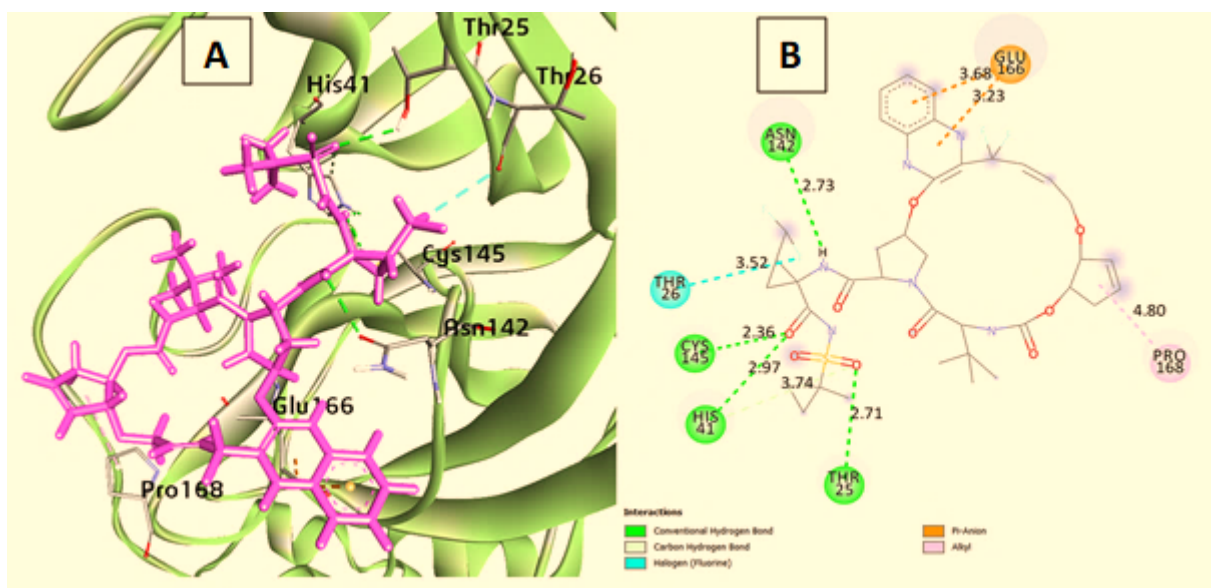 A
Thr25
Thr26
His41
Cys145
Asn142
Glu166
Pro168
B
GLU
166
3.68
3.23
ASN
142
2.73
H
N
N
N
O
O
THR
26
3.52
N
O
N
O
4.80
CYS
145
2.36
O
N
O
N
O
PRO
168
2.97
O
S
O
3.74
HIS
41
2.71
THR
25
Interactions
Conventional Hydrogen Bond
Carbon Hydrogen Bond
Halogen (Fluorine)
Pi-Anion
Alkyl